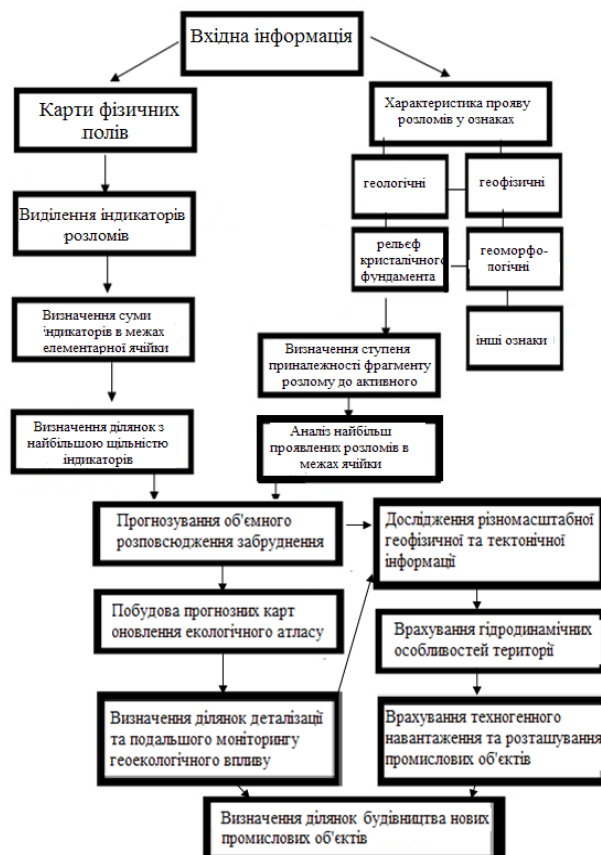 Вхідна інформація
Карти фізичних
полів
Характеристика прояву
розломів у ознаках
геологічні
геофізичні
Виділення індикаторів
розломів
рельєф
кристалічного
фундамента
геоморфо-
логічні
Визначення суми
індикаторів в межах
елементарної ячійки
інші ознаки
Визначення ступеня
приналежності фрагменту
розлому до активного
Визначення ділянок з
найбільшою щільністю
індикаторів
Аналіз найбільш
проявлених розломів в
межах ячійки
Прогнозування об'ємного
розповсюдження забруднення
Дослідження різномасштабної
геофізичної та тектонічної
інформації
Побудова прогнозних карт
оновлення екологічного атласу
Врахування гідродинамічних
особливостей території
Визначення ділянок деталізації
та подальшого моніторингу
геоекологічного впливу
Врахування техногенного
навантаження та розташування
промислових об'єктів
Визначення ділянок будівництва нових
промислових об'єктів